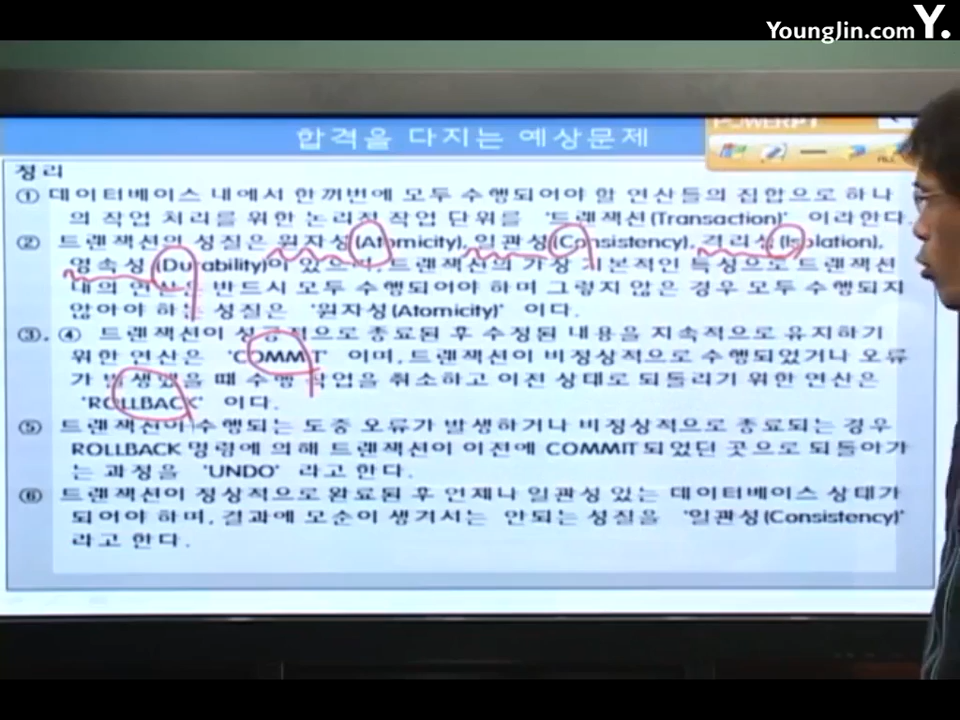 YoungJin.com Y.
합격을 다지는 예상문제
POWERPT
정리
① 데이터베이스 내에서 한꺼번에 모두 수행되어야 할 연산들의 집합으로 하나
의 작업 처리를 위한 논리적 작업 단위를 '트랜잭션(Transaction)' 이라한다.
② 트랜잭션의 성질은 원자성(Atomicity), 일관성(Consistency), 격리성(Isolation),
영속성(Durability)이 있으며, 트랜잭션의 가장 기본적인 특성으로 트랜잭션
내의 연산은 반드시 모두 수행되어야 하며 그렇지 않은 경우 모두 수행되지
않아야 하는 성질은 '원자성(Atomicity)' 이다.
③, ④ 트랜잭션이 성공적으로 종료된 후 수정된 내용을 지속적으로 유지하기
위한 연산은 'COMMIT' 이며, 트랜잭션이 비정상적으로 수행되었거나 오류
가 발생했을 때 수행 작업을 취소하고 이전 상태로 되돌리기 위한 연산은
'ROLLBACK' 이다.
⑤ 트랜잭션이 수행되는 도중 오류가 발생하거나 비정상적으로 종료되는 경우
ROLLBACK 명령에 의해 트랜잭션이 이전에 COMMIT 되었던 곳으로 되돌아가
는 과정을 'UNDO' 라고 한다.
⑥ 트랜잭션이 정상적으로 완료된 후 언제나 일관성 있는 데이터베이스 상태가
되어야 하며, 결과에 모순이 생겨서는 안되는 성질을 '일관성(Consistency)'
라고 한다.